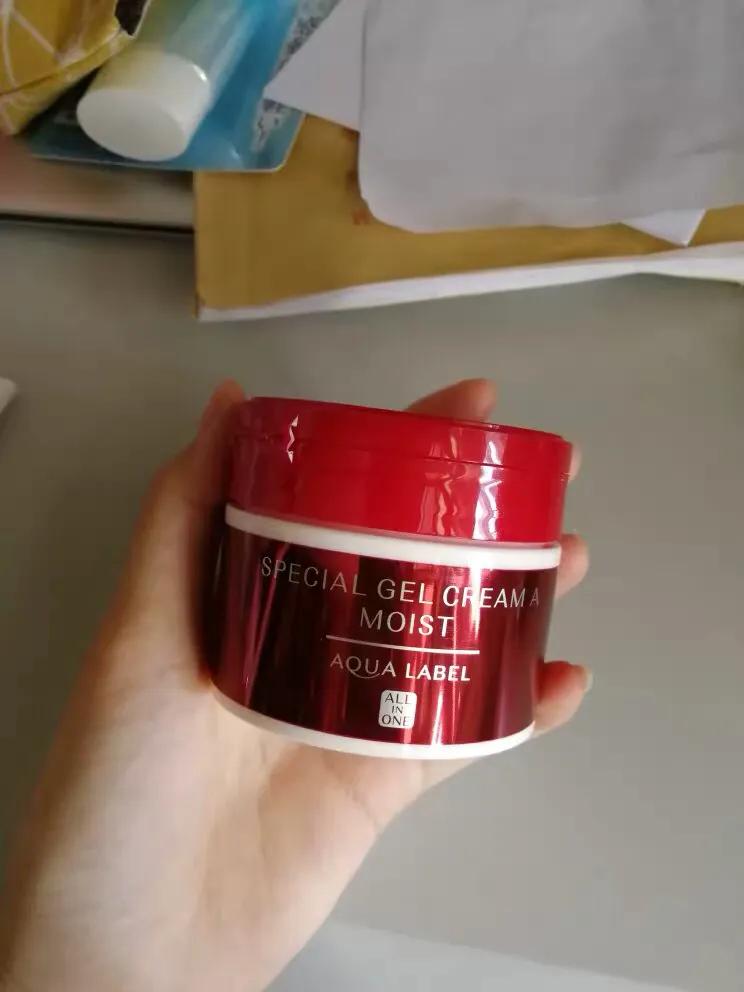 SPECIAL GEL CREAM A
MOIST
AQUA LABEL
ALL
IN
ONE